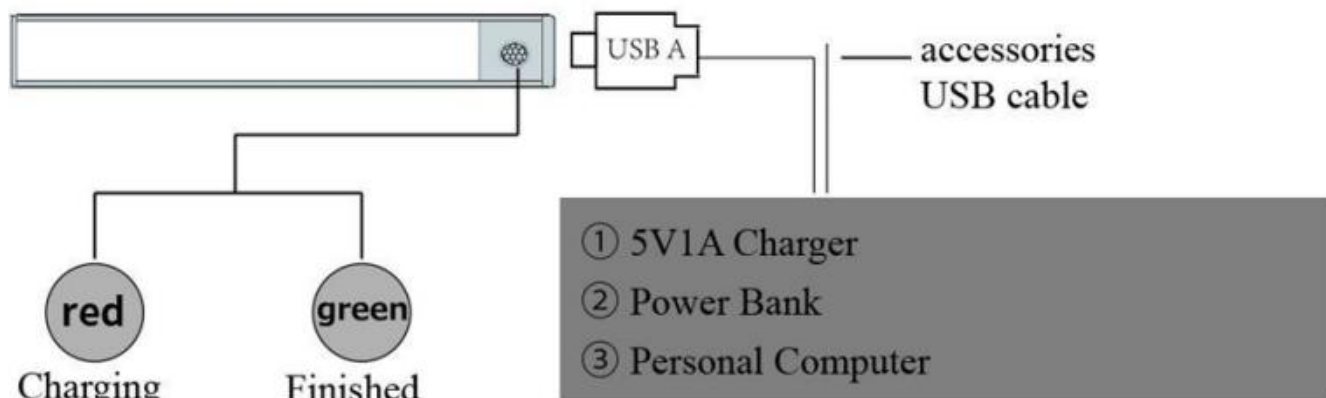 USB A
accessories
USB cable
① 5V1A Charger
② Power Bank
③ Personal Computer
red
green
Charging
Finished